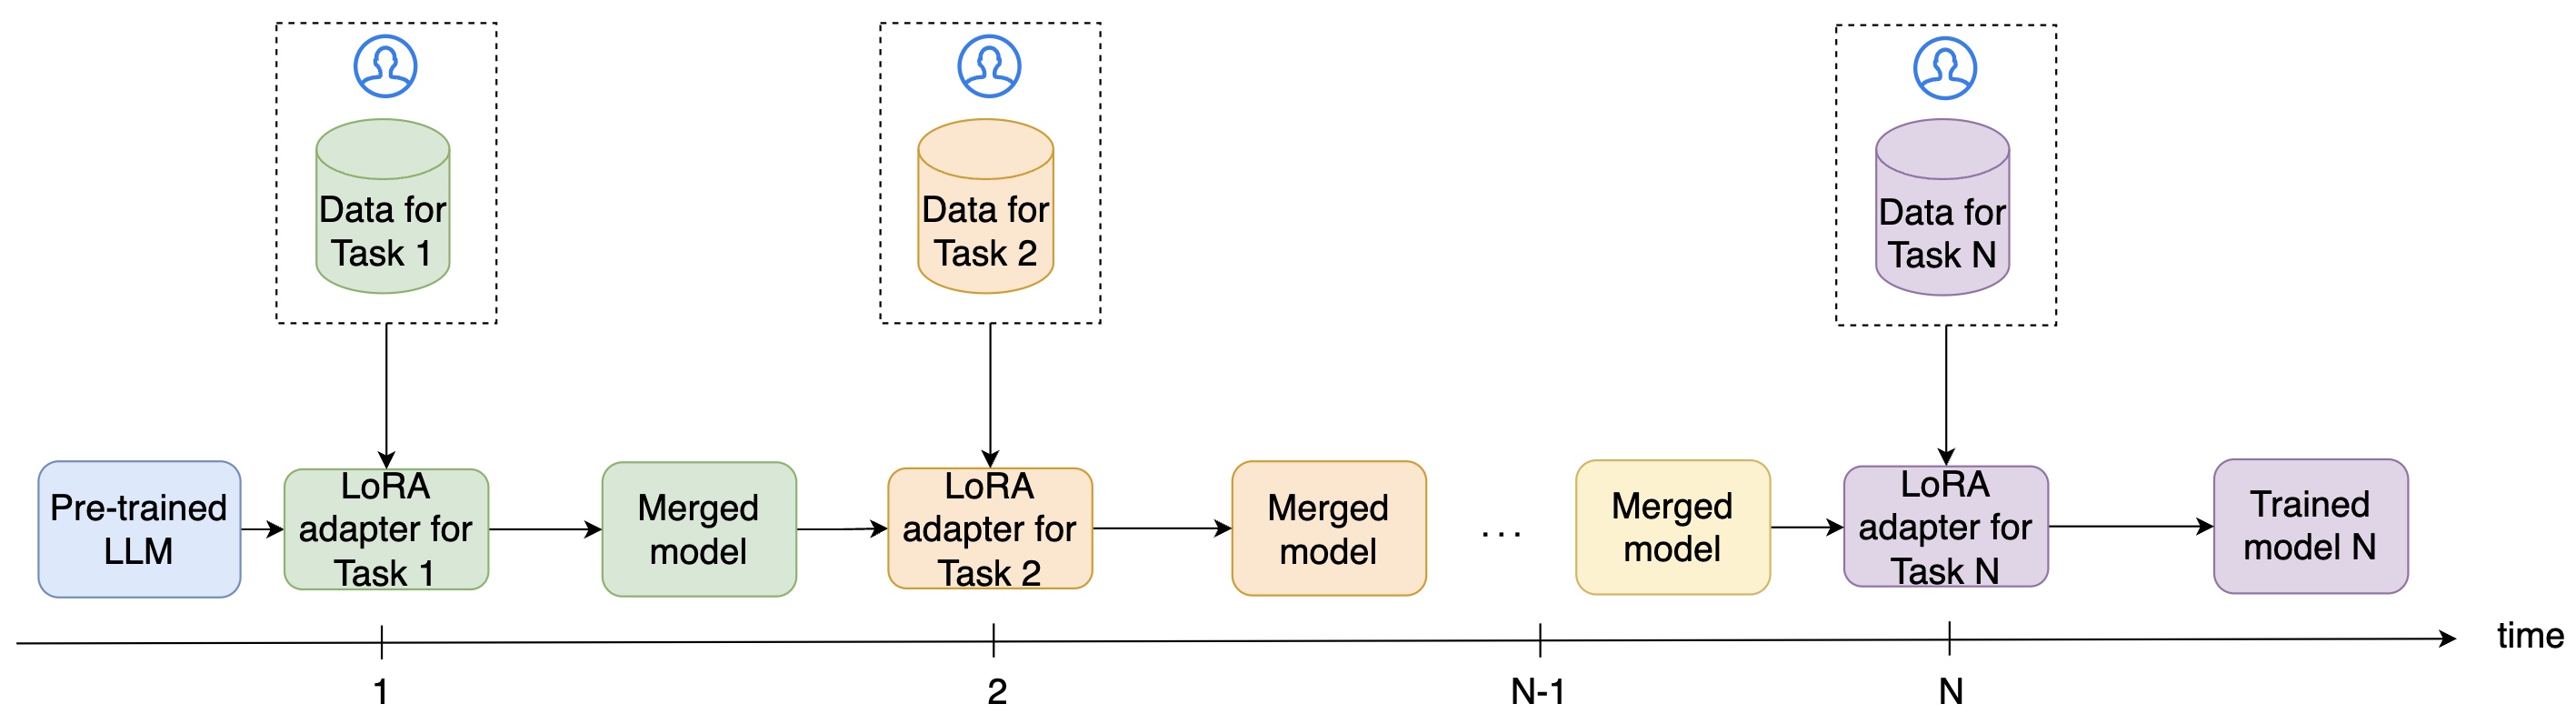 Data for
Task 1
Data for
Task 2
Data for
Task N
Pre-trained
LLM
LoRA
adapter for
Task 1
Merged
model
LoRA
adapter for
Task 2
Merged
model
...
Merged
model
LoRA
adapter for
Task N
Trained
model N
time
1
2
N-1
N